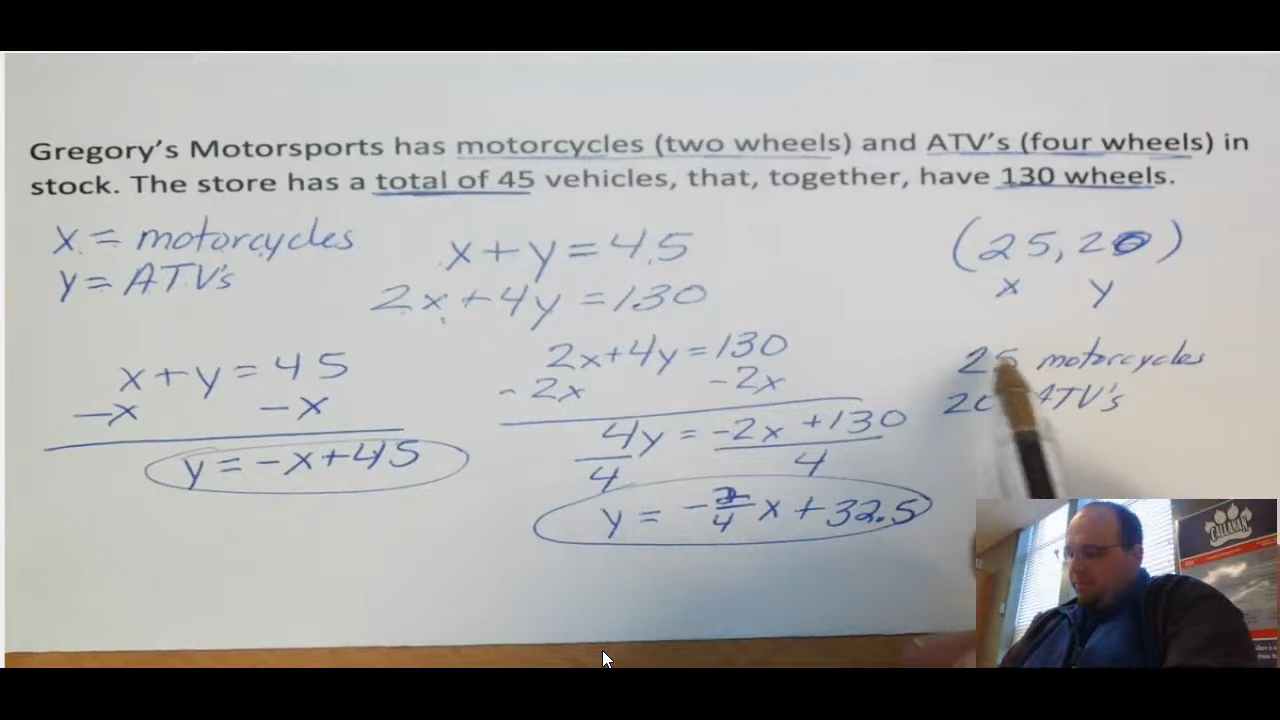 Gregory's Motorsports has motorcycles (two wheels) and ATV's (four wheels) in
stock. The store has a total of 45 vehicles, that, together, have 130 wheels.
x = motorcycles
y = ATV's
x + y = 45
2x + 4y = 130
x + y = 45
-x -x
y = -x + 45
2x + 4y = 130
-2x -2x
4y = -2x + 130
4 4
y = -2/4 x + 32.5
(25, 20)
x y
25 motorcycles
20 ATV's
CALLANAN